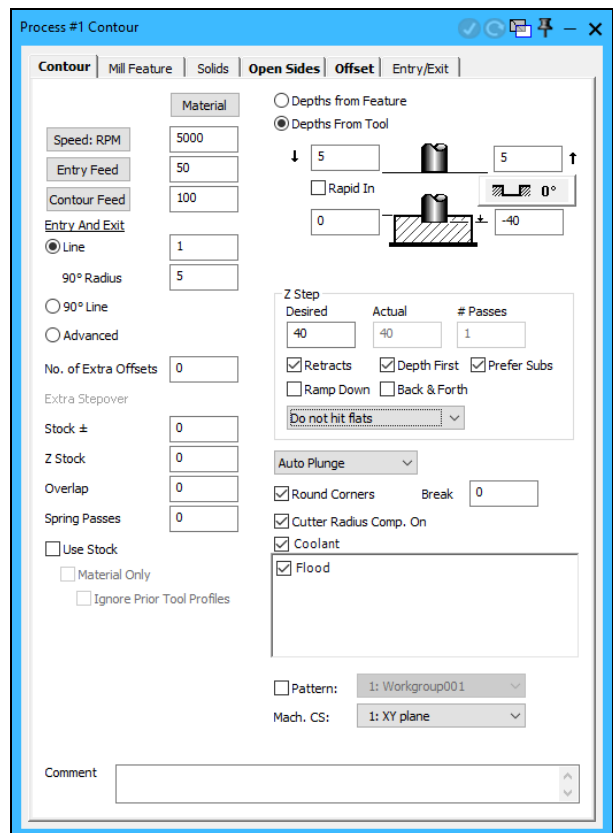 Process #1 Contour
Contour
Mill Feature
Solids
Open Sides
Offset
Entry/Exit
Material
Speed: RPM
5000
Entry Feed
50
Contour Feed
100
Entry And Exit
Line
1
90° Radius
5
90° Line
Advanced
No. of Extra Offsets
0
Extra Stepover
Stock ±
0
Z Stock
0
Overlap
0
Spring Passes
0
Use Stock
Material Only
Ignore Prior Tool Profiles
Depths from Feature
Depths From Tool
5
5
Rapid In
0°
0
-40
Z Step
Desired
Actual
# Passes
40
40
1
Retracts
Depth First
Prefer Subs
Ramp Down
Back & Forth
Do not hit flats
Auto Plunge
Round Corners
Break
0
Cutter Radius Comp. On
Coolant
Flood
Pattern:
1: Workgroup001
Mach. CS:
1: XY plane
Comment